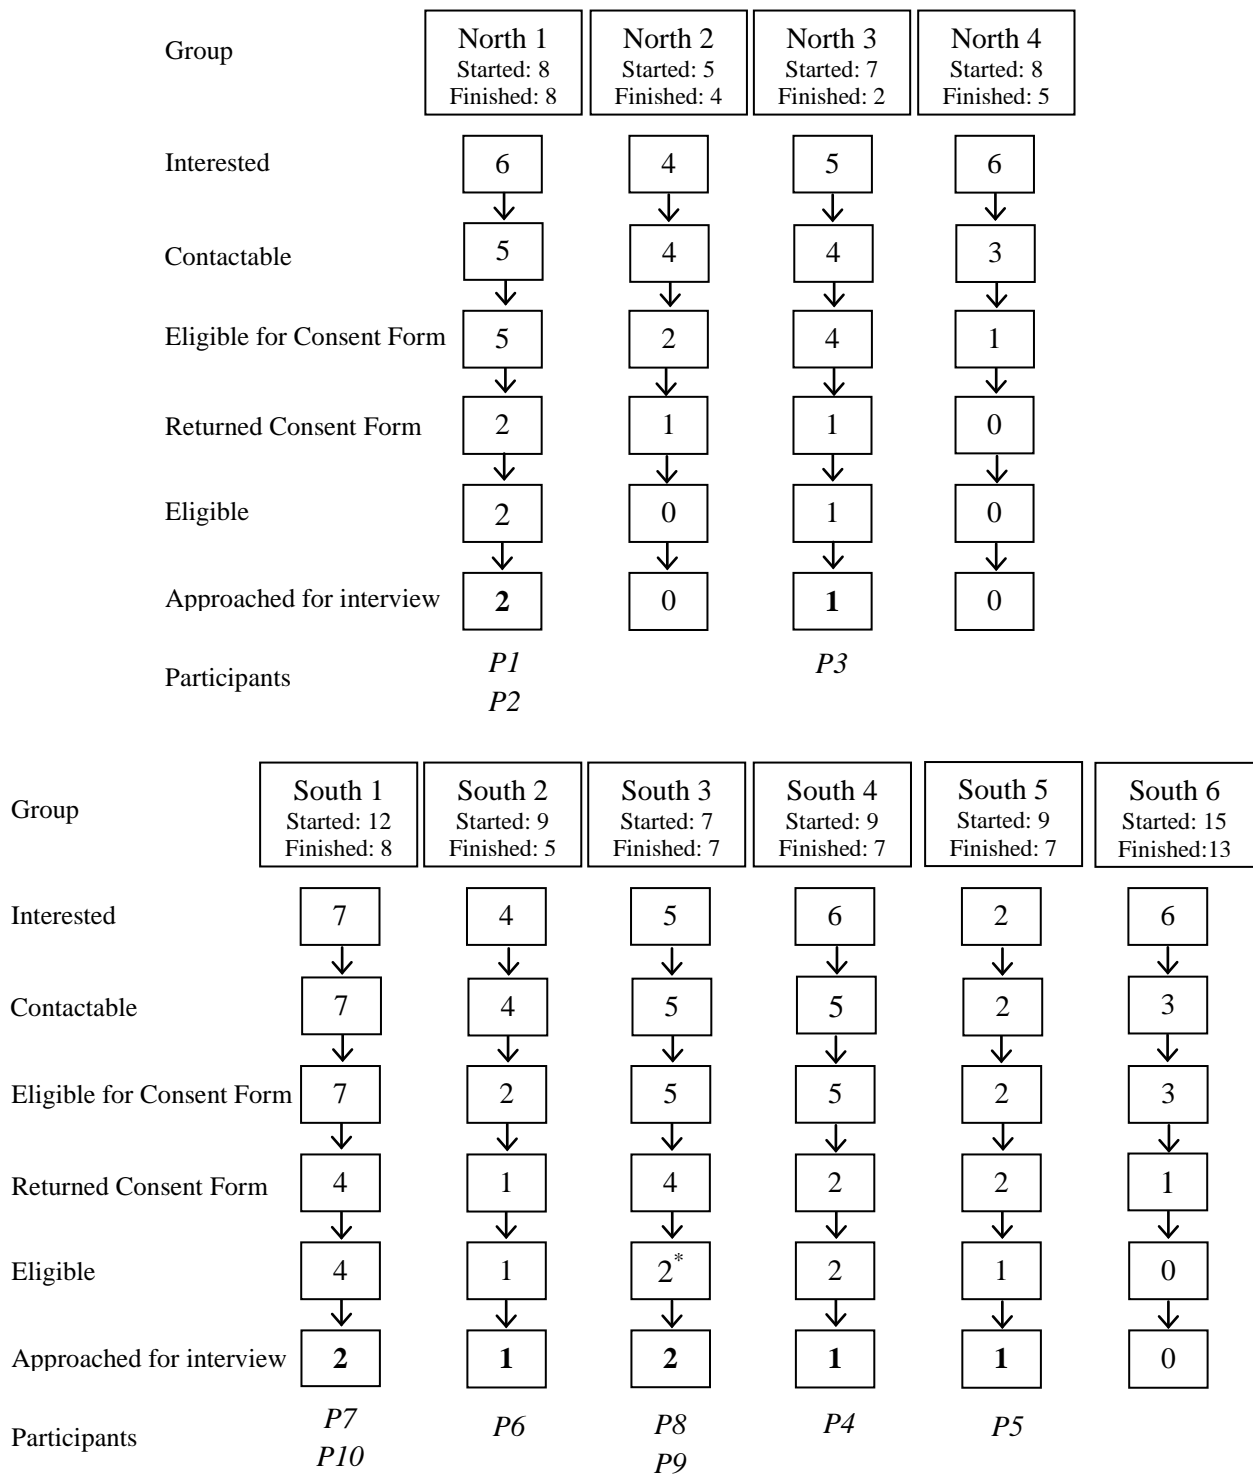 Group
North 1
Started: 8
Finished: 8
North 2
Started: 5
Finished: 4
North 3
Started: 7
Finished: 2
North 4
Started: 8
Finished: 5
Interested
6 4 5 6
Contactable
5 4 4 3
Eligible for Consent Form
5 2 4 1
Returned Consent Form
2 1 1 0
Eligible
2 0 1 0
Approached for interview
2 0 1 0
Participants
P1
P2
P3
Group
South 1
Started: 12
Finished: 8
South 2
Started: 9
Finished: 5
South 3
Started: 7
Finished: 7
South 4
Started: 9
Finished: 7
South 5
Started: 9
Finished: 7
South 6
Started: 15
Finished:13
Interested
7 4 5 6 2 6
Contactable
7 4 5 5 2 3
Eligible for Consent Form
7 2 5 5 2 3
Returned Consent Form
4 1 4 2 2 1
Eligible
4 1 2* 2 1 0
Approached for interview
2 1 2 1 1 0
Participants
P7
P10
P6
P8
P9
P4
P5